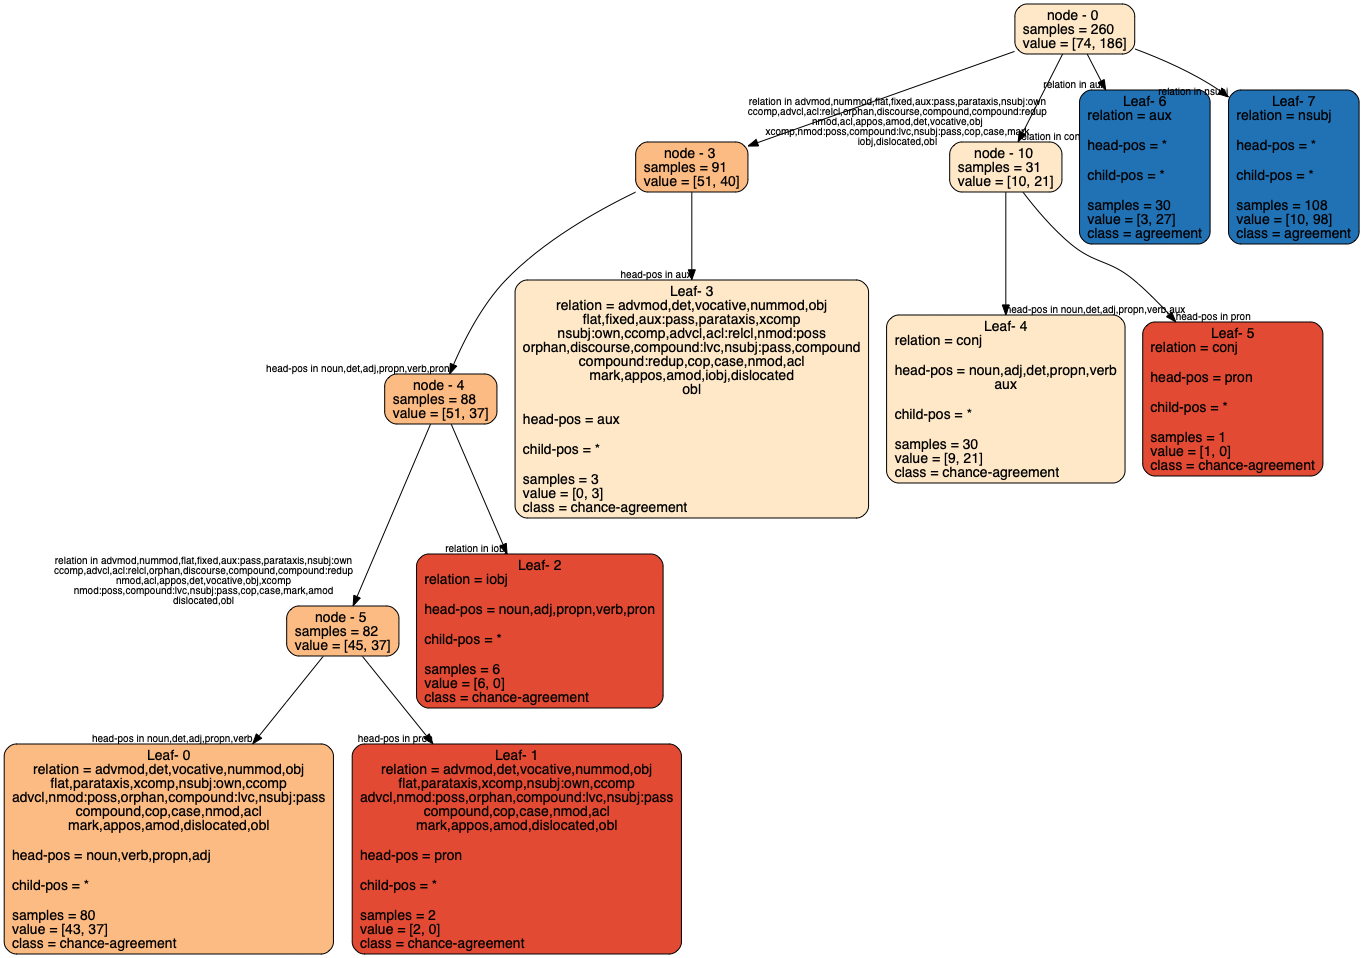 node - 0
samples = 260
value = [74, 186]
relation in advmod,nummod,flat,fixed,aux:pass,parataxis,nsubj:own
ccomp,advcl,acl:relcl,orphan,discourse,compound,compound:redup
nmod,acl,appos,amod,det,vocative,obj
xcomp,nmod:poss,compound:lvc,nsubj:pass,cop,case,mark
iobj,dislocated,obl
relation in conj
relation in aux
relation in nsubj
node - 3
samples = 91
value = [51, 40]
node - 10
samples = 31
value = [10, 21]
Leaf- 6
relation = aux
head-pos = *
child-pos = *
samples = 30
value = [3, 27]
class = agreement
Leaf- 7
relation = nsubj
head-pos = *
child-pos = *
samples = 108
value = [10, 98]
class = agreement
head-pos in noun,det,adj,propn,verb,pron
head-pos in aux
head-pos in noun,det,adj,propn,verb,aux
head-pos in pron
node - 4
samples = 88
value = [51, 37]
Leaf- 3
relation = advmod,det,vocative,nummod,obj
flat,fixed,aux:pass,parataxis,xcomp
nsubj:own,ccomp,advcl,acl:relcl,nmod:poss
orphan,discourse,compound:lvc,nsubj:pass,compound
compound:redup,cop,case,nmod,acl
mark,appos,amod,iobj,dislocated
obl
head-pos = aux
child-pos = *
samples = 3
value = [0, 3]
class = chance-agreement
Leaf- 4
relation = conj
head-pos = noun,adj,det,propn,verb
aux
child-pos = *
samples = 30
value = [9, 21]
class = chance-agreement
Leaf- 5
relation = conj
head-pos = pron
child-pos = *
samples = 1
value = [1, 0]
class = chance-agreement
relation in advmod,nummod,flat,fixed,aux:pass,parataxis,nsubj:own
ccomp,advcl,acl:relcl,orphan,discourse,compound,compound:redup
nmod,acl,appos,det,vocative,obj,xcomp
nmod:poss,compound:lvc,nsubj:pass,cop,case,mark,amod
dislocated,obl
relation in iobj
node - 5
samples = 82
value = [45, 37]
Leaf- 2
relation = iobj
head-pos = noun,adj,propn,verb,pron
child-pos = *
samples = 6
value = [6, 0]
class = chance-agreement
head-pos in noun,det,adj,propn,verb
head-pos in pron
Leaf- 0
relation = advmod,det,vocative,nummod,obj
flat,parataxis,xcomp,nsubj:own,ccomp
advcl,nmod:poss,orphan,compound:lvc,nsubj:pass
compound,cop,case,nmod,acl
mark,appos,amod,dislocated,obl
head-pos = noun,verb,propn,adj
child-pos = *
samples = 80
value = [43, 37]
class = chance-agreement
Leaf- 1
relation = advmod,det,vocative,nummod,obj
flat,parataxis,xcomp,nsubj:own,ccomp
advcl,nmod:poss,orphan,compound:lvc,nsubj:pass
compound,cop,case,nmod,acl
mark,appos,amod,dislocated,obl
head-pos = pron
child-pos = *
samples = 2
value = [2, 0]
class = chance-agreement